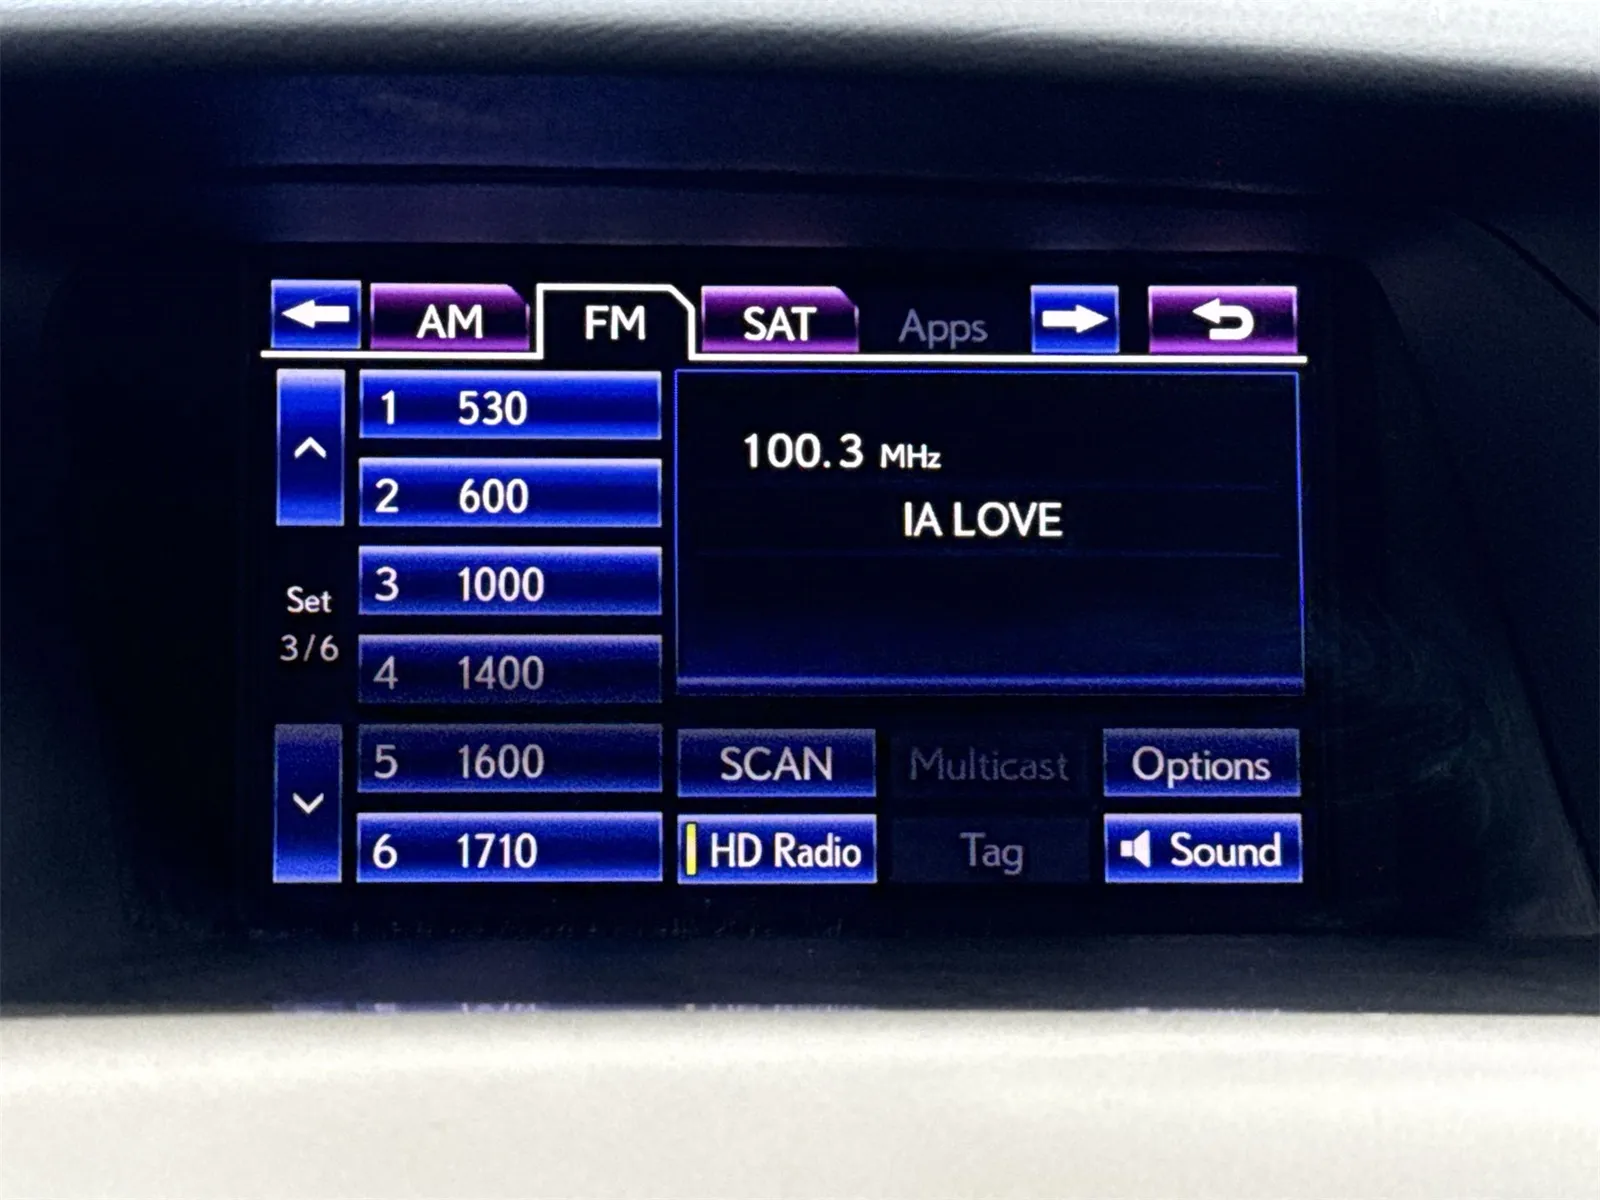 AM FM SAT Apps
1 530
2 600
3 1000
4 1400
5 1600
6 1710
Set
3/6
100.3 MHz
IA LOVE
SCAN Multicast Options
HD Radio Tag Sound